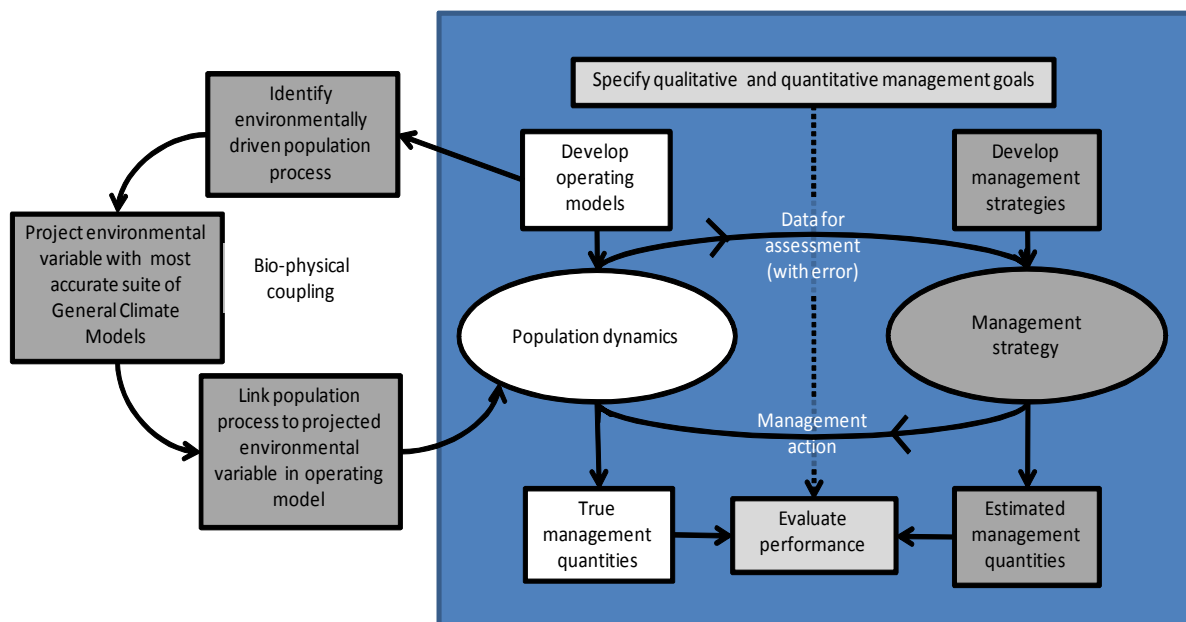 Specify qualitative and quantitative management goals
Identify
environmentally
driven population
process
Develop
operating
models
Develop
management
strategies
Project environmental
variable with most
accurate suite of
General Climate
Models
Bio-physical
coupling
Data for
assessment
(with error)
Population dynamics
Management
strategy
Link population
process to projected
environmental
variable in operating
model
Management
action
True
management
quantities
Evaluate
performance
Estimated
management
quantities